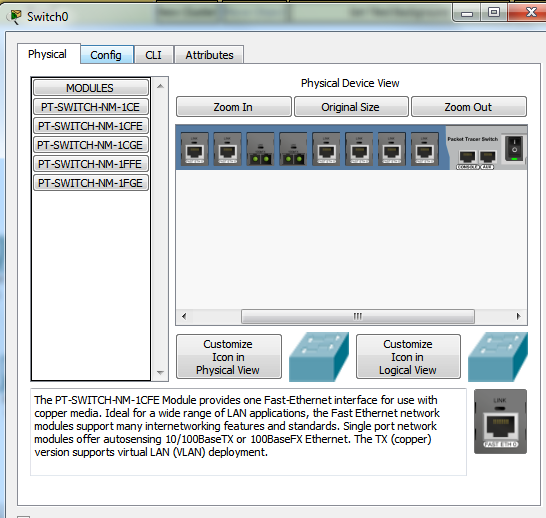 Switch0
Physical
Config
CLI
Attributes
MODULES
PT-SWITCH-NM-1CE
PT-SWITCH-NM-1CFE
PT-SWITCH-NM-1CGE
PT-SWITCH-NM-1FFE
PT-SWITCH-NM-1FGE
Physical Device View
Zoom In
Original Size
Zoom Out
Packet Tracer Switch
CONSOLE
AUX
Customize
Icon in
Physical View
Customize
Icon in
Logical View
The PT-SWITCH-NM-1CFE Module provides one Fast-Ethernet interface for use with
copper media. Ideal for a wide range of LAN applications, the Fast Ethernet network
modules support many internetworking features and standards. Single port network
modules offer autosensing 10/100BaseTX or 100BaseFX Ethernet. The TX (copper)
version supports virtual LAN (VLAN) deployment.
LINK
FAST ETH 0